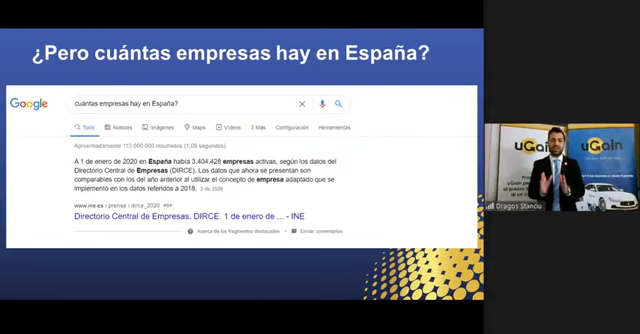 ¿Pero cuántas empresas hay en España?
Google
cuántas empresas hay en España?
Todo Noticias Imágenes Maps Vídeos Más Configuración Herramientas
Aproximadamente 113.000.000 resultados (1,09 segundos)
A 1 de enero de 2020 en España había 3.404.428 empresas activas, según los datos del
Directorio Central de Empresas (DIRCE). Los datos que ahora se presentan son
comparables con los del año anterior al utilizar el concepto de empresa adaptado que se
implementó en los datos referidos a 2018. 3 dic 2020
www.ine.es › prensa › dirce_2020 PDF
Directorio Central de Empresas. DIRCE. 1 de enero de ... - INE
Acerca de los fragmentos destacados • Enviar comentarios
uGain
uGain
Dragos Stanciu